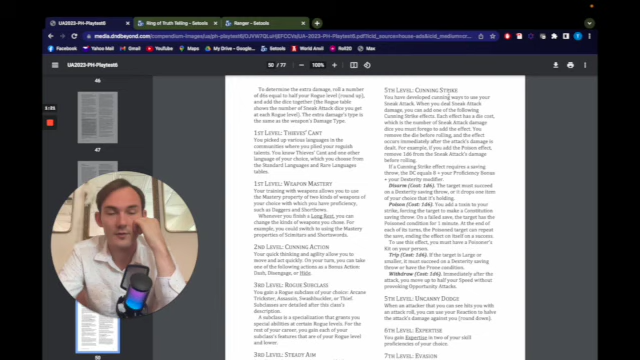 UA2023-PH-Playtest6
Ring of Truth Telling - 5etools
Ranger - 5etools
media.dndbeyond.com/compendium-images/ua/ph-playtest6/
Facebook
Yahoo Mail
Gmail
YouTube
Maps
My Drive - Google...
5etools
World Anvil
Roll20
MAL
UA2023-PH-Playtest6
50 / 77
100%
46
47
To determine the extra damage, roll a number
of d6s equal to half your Rogue level (round up),
and add the dice together (the Rogue table
shows the number of Sneak Attack dice you get
at each Rogue level). The extra damage's type is
the same as the weapon's Damage Type.
1ST LEVEL: THIEVES' CANT
You picked up various languages in the
communities where you plied your roguish
talents. You know Thieves' Cant and one other
language of your choice, which you choose from
the Standard Languages and Rare Languages
tables.
1ST LEVEL: WEAPON MASTERY
Your training with weapons allows you to use
the Mastery property of two kinds of weapons of
your choice with which you have proficiency,
such as Daggers and Shortbows.
Whenever you finish a Long Rest, you can
change the kinds of weapons you chose. For
example, you could switch to using the Mastery
properties of Scimitars and Shortswords.
2ND LEVEL: CUNNING ACTION
Your quick thinking and agility allow you to
move and act quickly. On your turn, you can take
one of the following actions as a Bonus Action:
Dash, Disengage, or Hide.
3RD LEVEL: ROGUE SUBCLASS
You gain a Rogue subclass of your choice: Arcane
Trickster, Assassin, Swashbuckler, or Thief.
Subclasses are detailed after this class's
description.
A subclass is a specialization that grants you
special abilities at certain Rogue levels. For the
rest of your career, you gain each of your
subclass's features that are of your Rogue level
and lower.
3RD LEVEL: STEADY AIM
5TH LEVEL: CUNNING STRIKE
You have developed cunning ways to use your
Sneak Attack. When you deal Sneak Attack
damage, you can add one of the following
Cunning Strike effects. Each effect has a die cost,
which is the number of Sneak Attack damage
dice you must forgo to add the effect. You
remove the die before rolling, and the effect
occurs immediately after the attack's damage is
dealt. For example, if you add the Poison effect,
remove 1d6 from the Sneak Attack's damage
before rolling.
If a Cunning Strike effect requires a saving
throw, the DC equals 8 + your Proficiency Bonus
+ your Dexterity modifier.
Disarm (Cost: 1d6). The target must succeed
on a Dexterity saving throw, or it drops one item
of your choice that it's holding.
Poison (Cost: 1d6). You add a toxin to your
strike, forcing the target to make a Constitution
saving throw. On a failed save, the target has the
Poisoned condition for 1 minute. At the end of
each of its turns, the Poisoned target can repeat
the save, ending the effect on itself on a success.
To use this effect, you must have a Poisoner's
Kit on your person.
Trip (Cost: 1d6). If the target is Large or
smaller, it must succeed on a Dexterity saving
throw or have the Prone condition.
Withdraw (Cost: 1d6). Immediately after the
attack, you move up to half your Speed without
provoking Opportunity Attacks.
5TH LEVEL: UNCANNY DODGE
When an attacker that you can see hits you
with an attack roll, you can use your Reaction to halve
the attack's damage against you (round down).
6TH LEVEL: EXPERTISE
You gain Expertise in two of your skill
proficiencies of your choice.
7TH LEVEL: EVASION